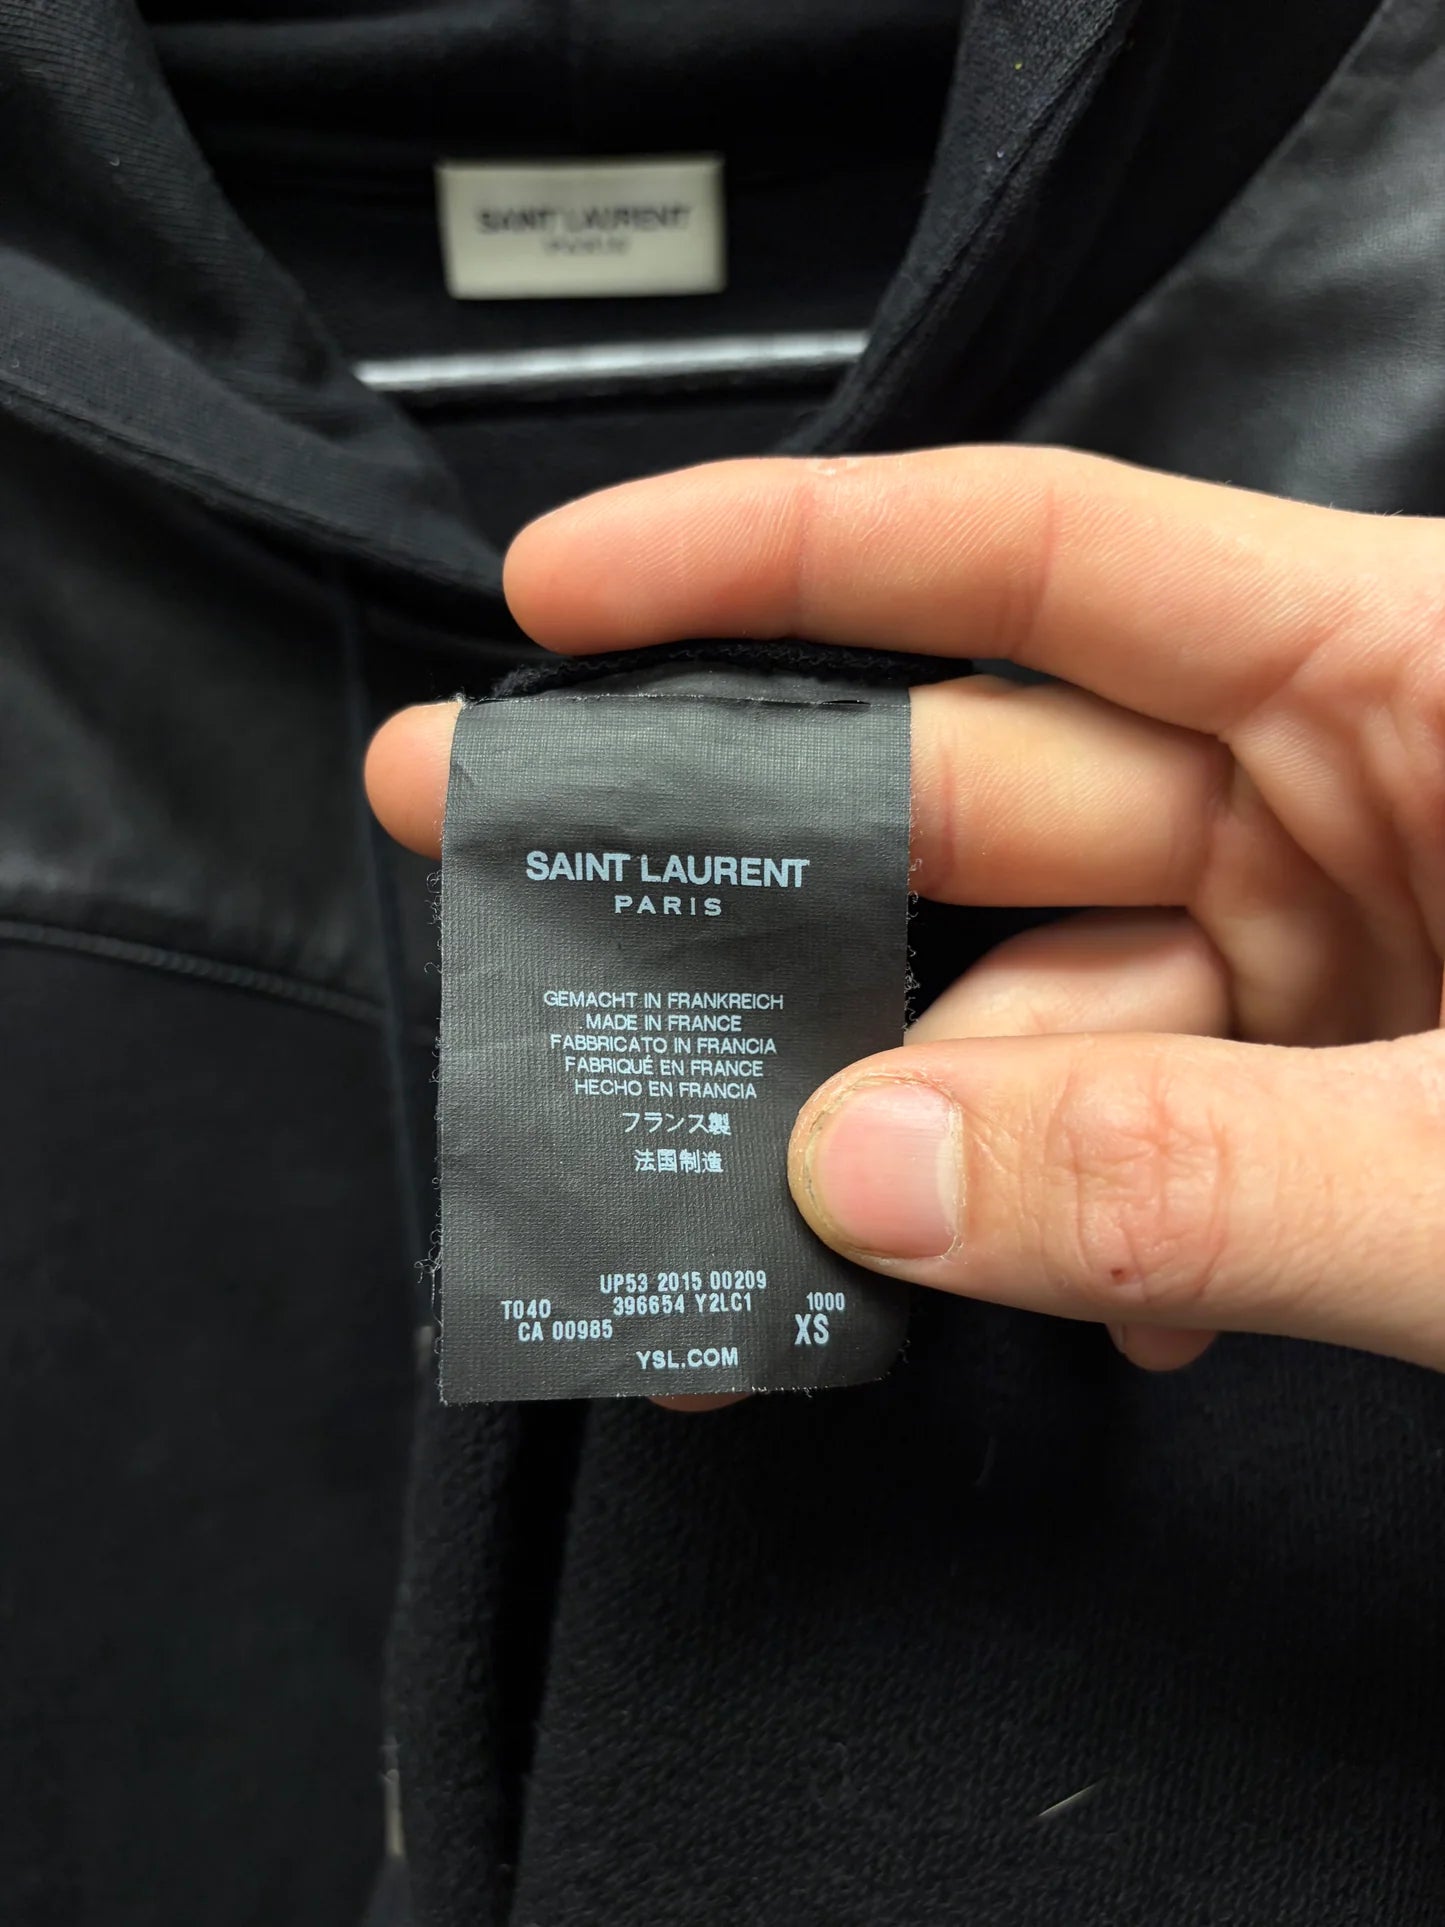 SAINT LAURENT
PARIS
SAINT LAURENT
PARIS
GEMACHT IN FRANKREICH
MADE IN FRANCE
FABBRICATO IN FRANCIA
FABRIQUÉ EN FRANCE
HECHO EN FRANCIA
フランス製
法国制造
UP53 2015 00209
T040 396654 Y2LC1 1000
CA 00985 XS
YSL.COM